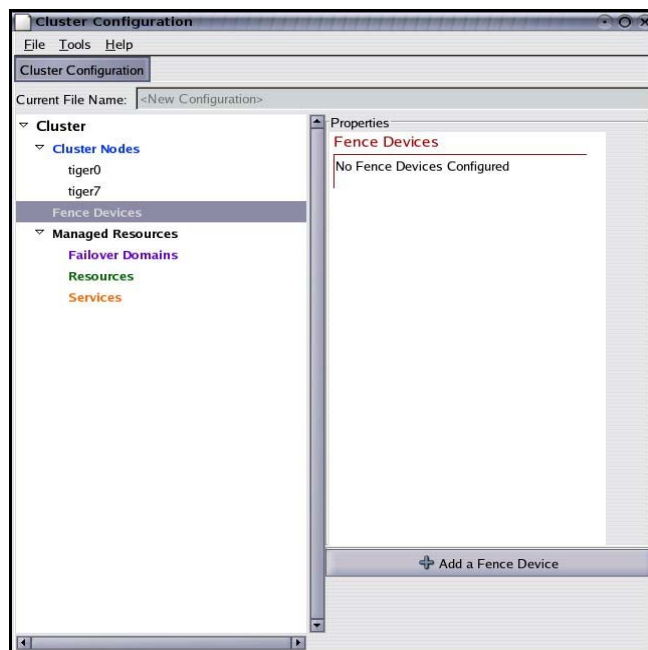 Cluster Configuration
File Tools Help
Cluster Configuration
Current File Name: <New Configuration>
Cluster
Cluster Nodes
tiger0
tiger7
Fence Devices
Managed Resources
Failover Domains
Resources
Services
Properties
Fence Devices
No Fence Devices Configured
Add a Fence Device